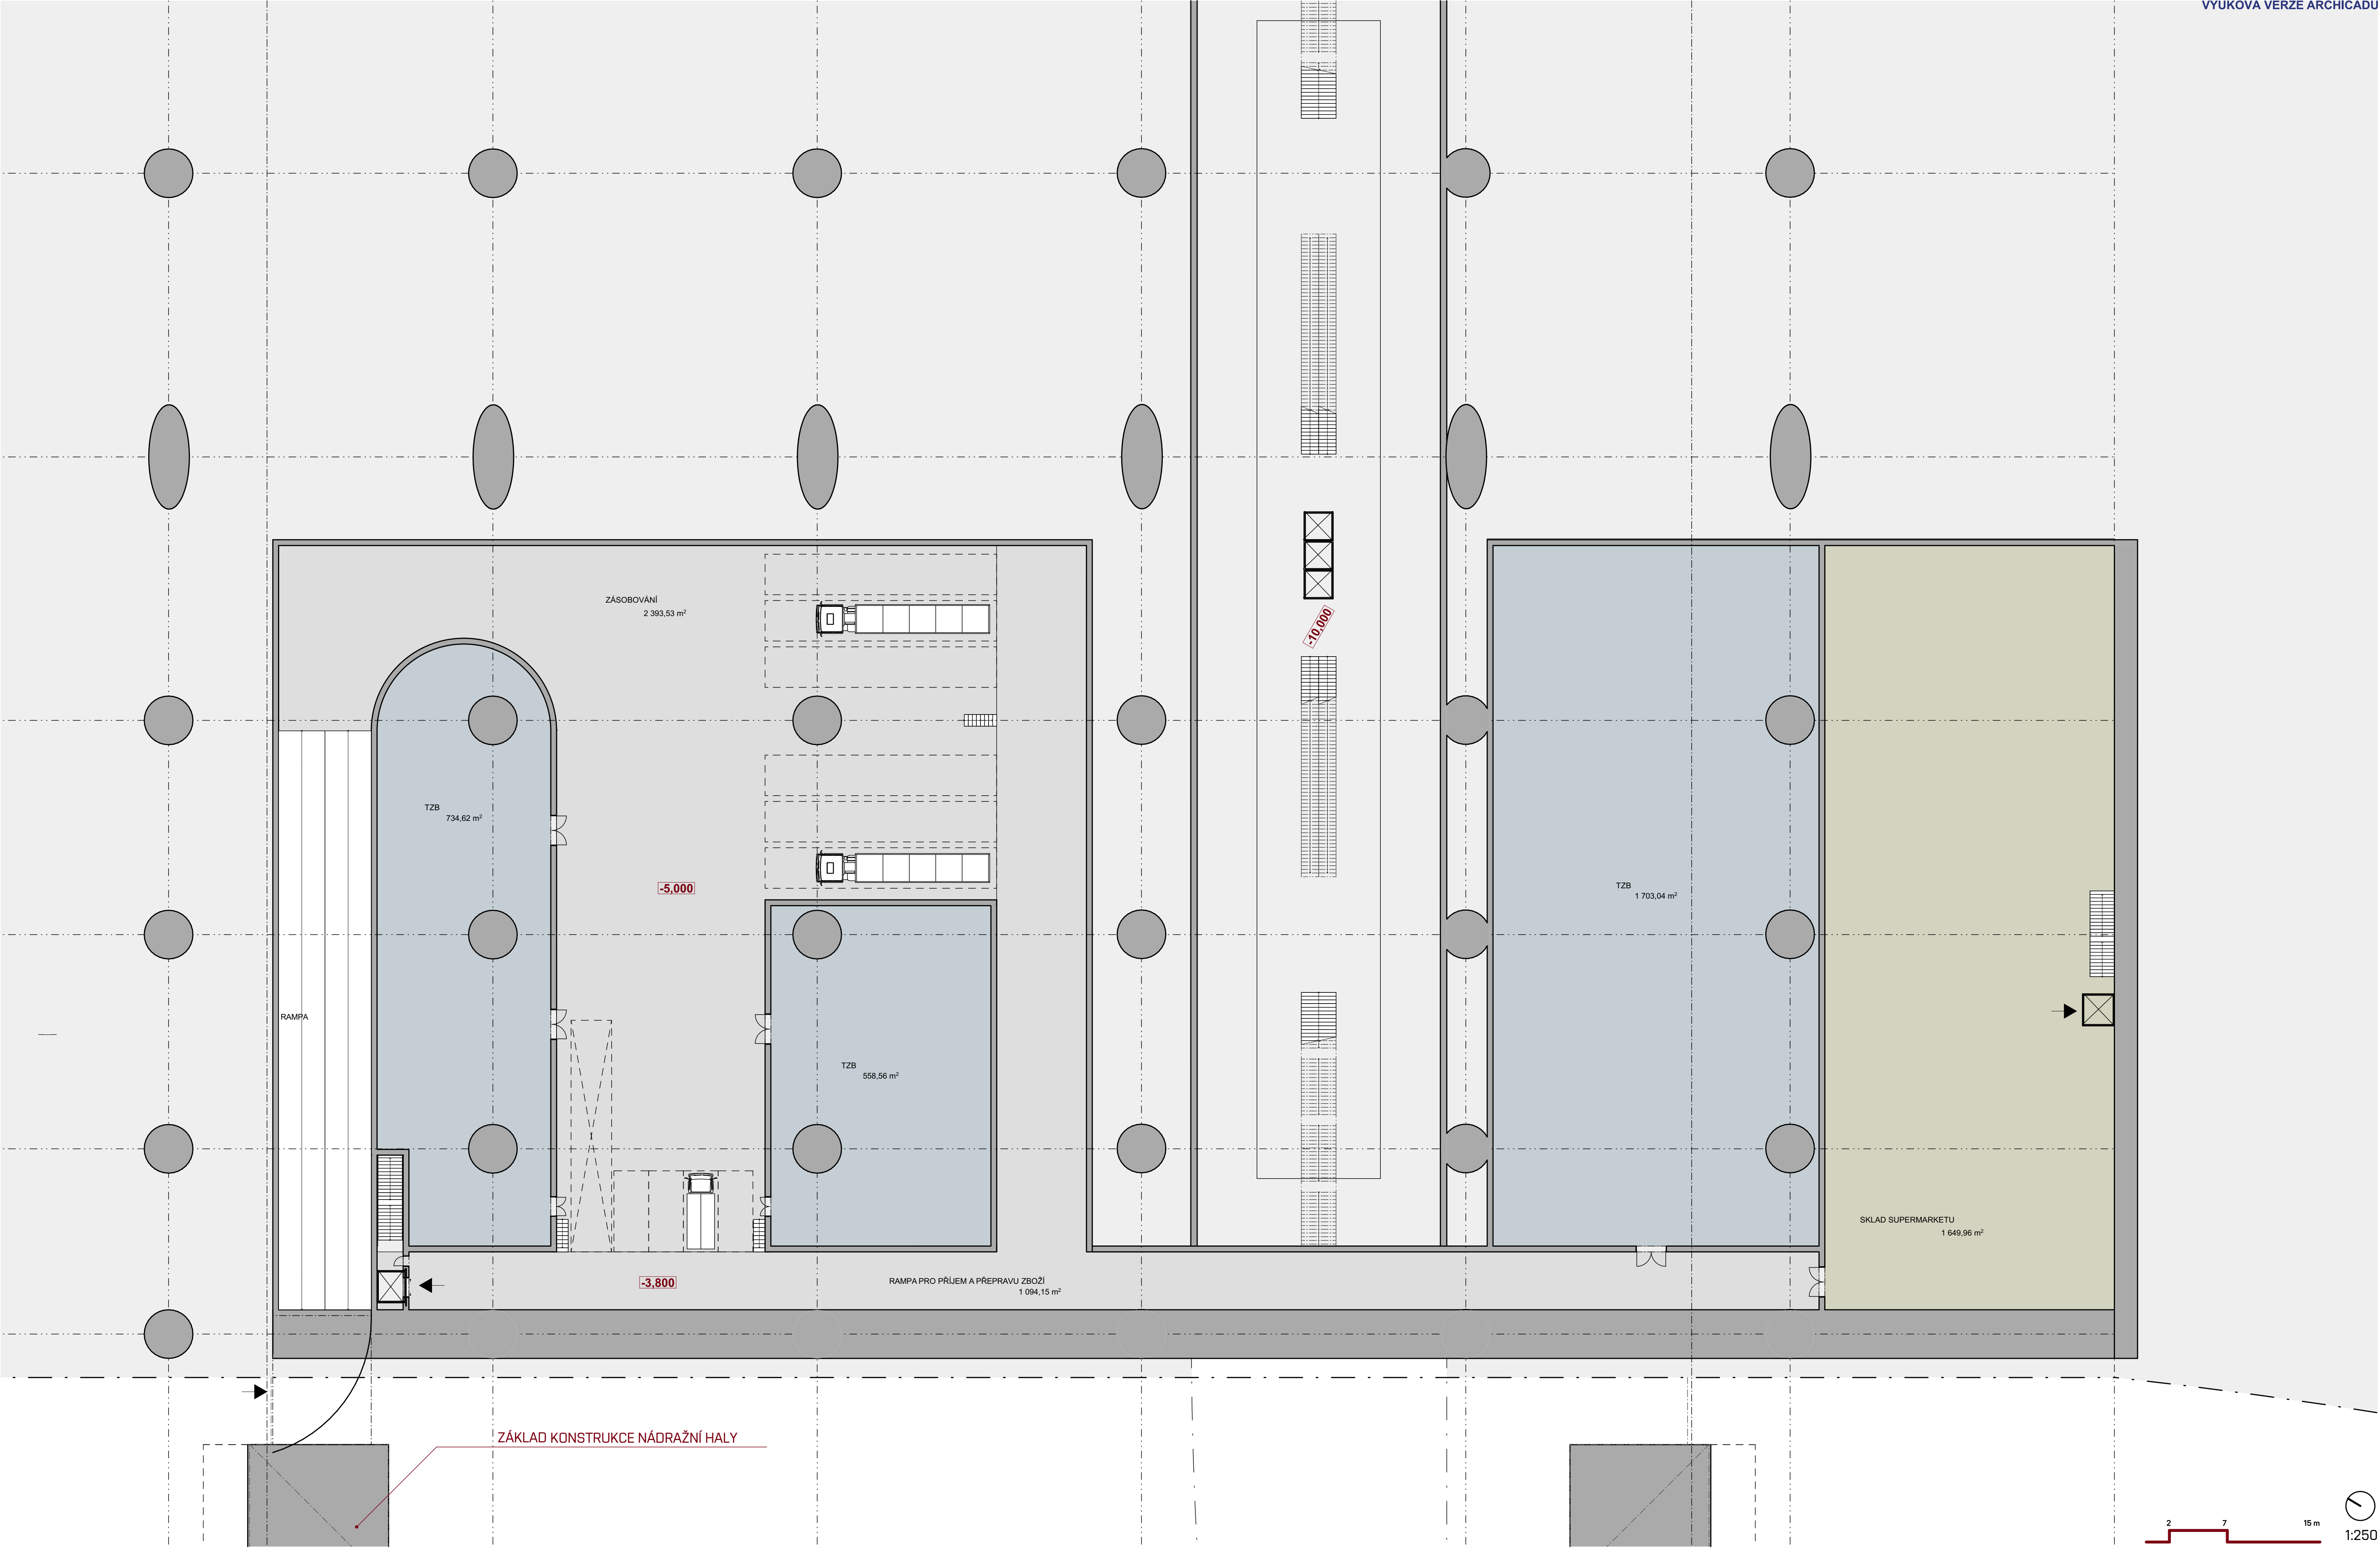 VÝUKOVÁ VERZE ARCHICADU
ZÁSOBOVÁNÍ
2 393,53 m²
-10,000
TZB
734,62 m²
-5,000
TZB
1 703,04 m²
RAMPA
TZB
558,56 m²
SKLAD SUPERMARKETU
1 649,96 m²
-3,800
RAMPA PRO PŘÍJEM A PŘEPRAVU ZBOŽÍ
1 094,15 m²
ZÁKLAD KONSTRUKCE NÁDRAŽNÍ HALY
2 7 15 m
1:250